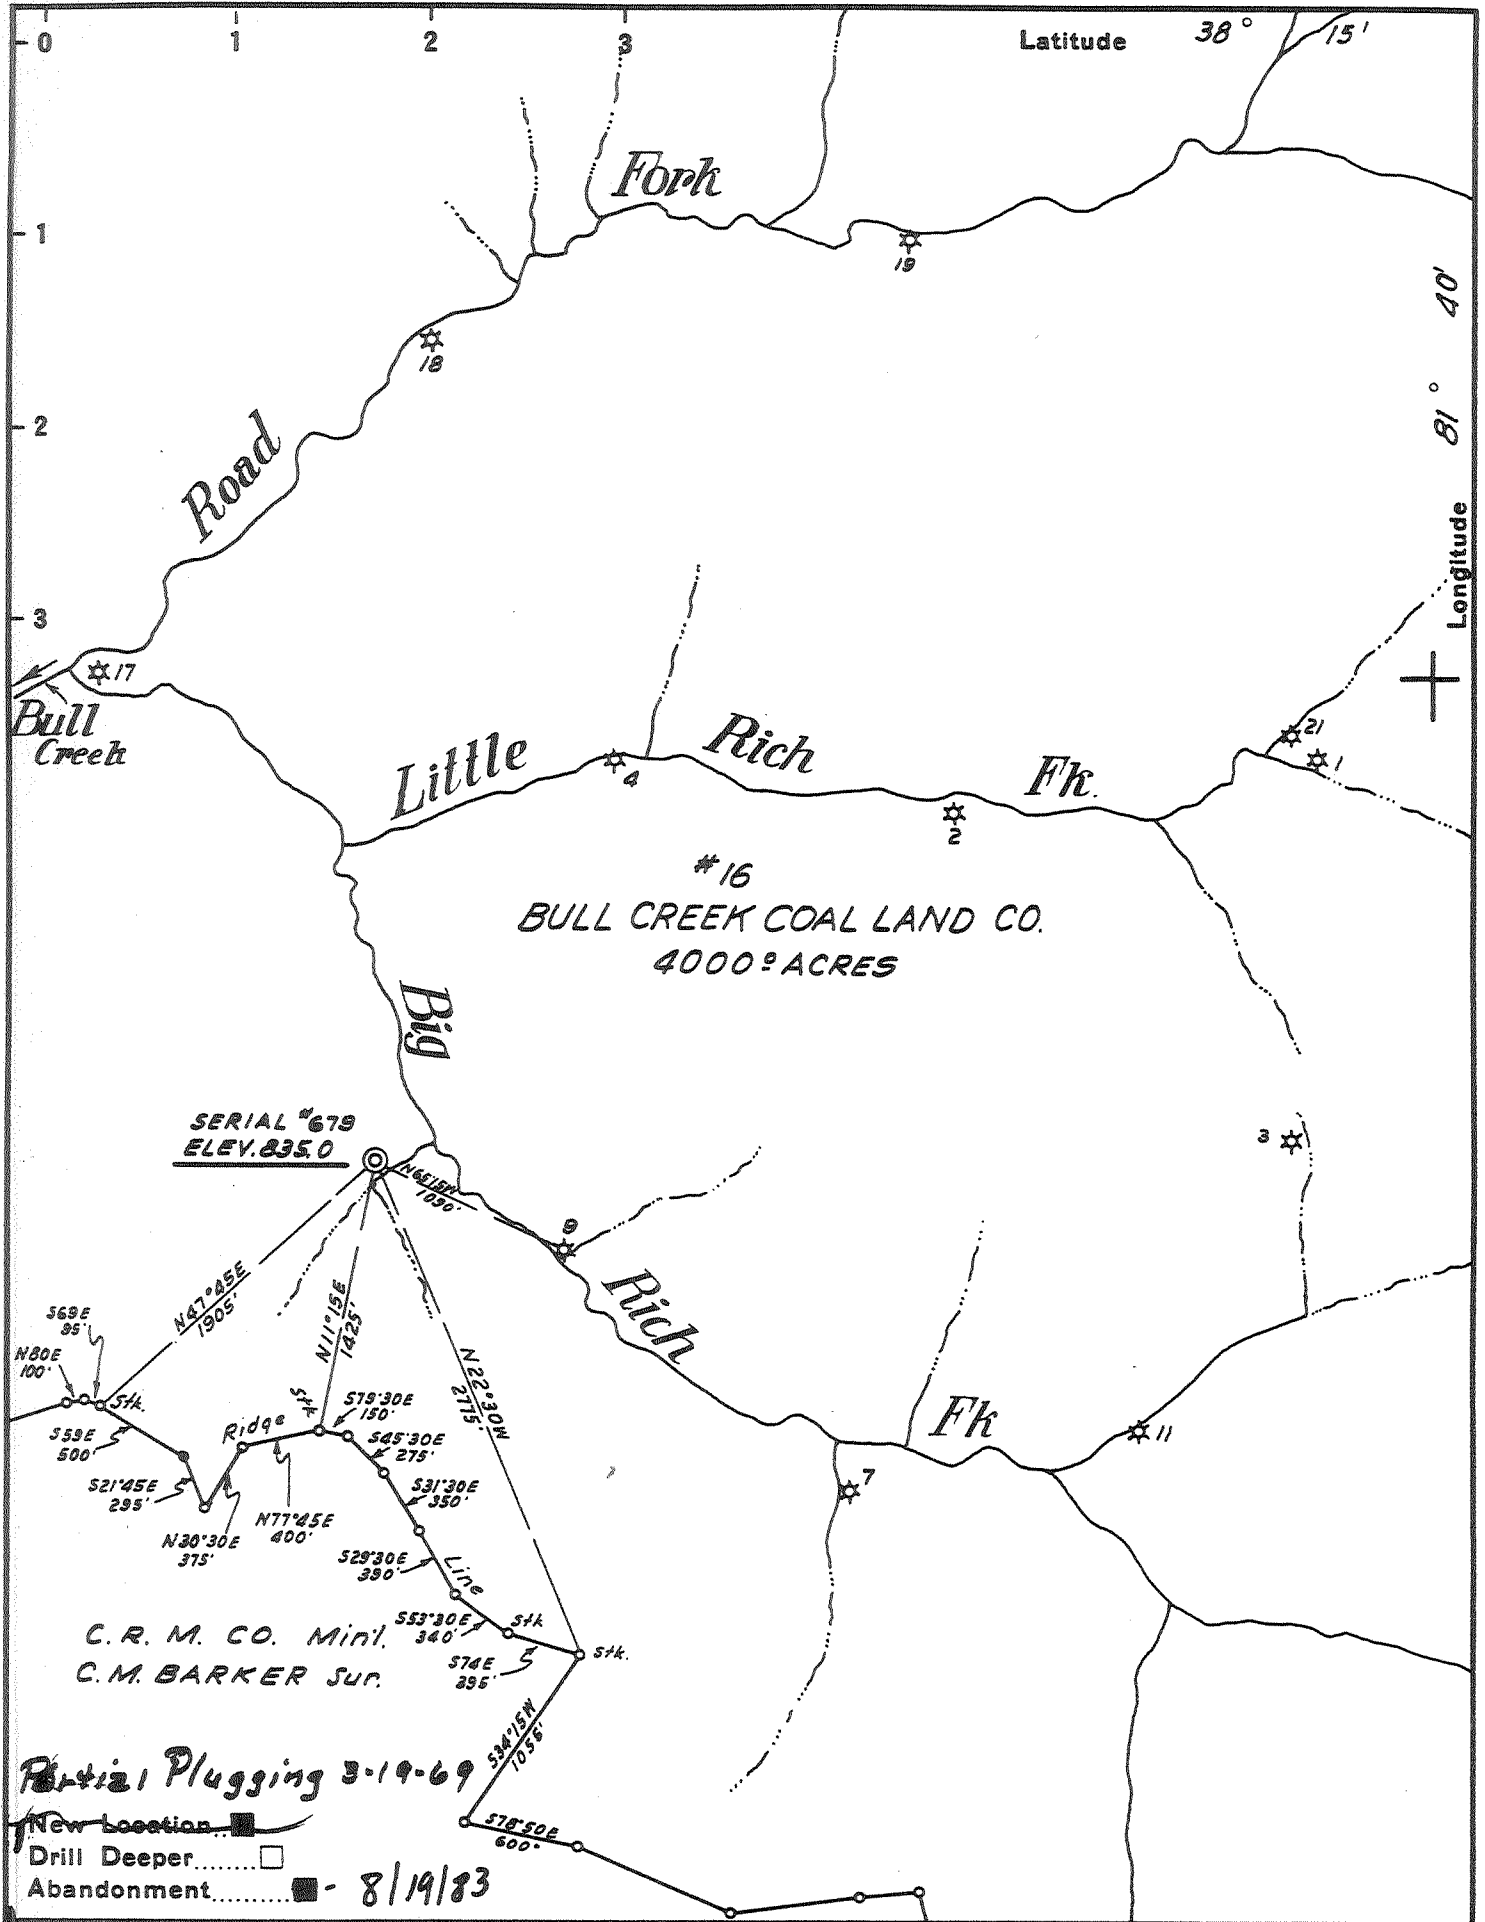 0 1 2 3 Latitude 38° 15'
Fork
1
19
40'
18
81°
2
Road
Longitude
3
17
Bull
Creek
21
1
Little Rich Fk.
4
2
#16
BULL CREEK COAL LAND CO.
4000º ACRES
Big
SERIAL #679
ELEV. 835.0
3
N65°15W
1090'
9
Rich
N47°45E
1905'
N11°15E
1425'
N22°30W
2775'
S69E
95'
N80E
100'
Stk.
Stk
S79°30E
150'
Ridge
S59E
500'
S45°30E
275'
Fk
11
7
S21°45E
295'
S31°30E
350'
N77°45E
400'
N30°30E
375'
S29°30E
390'
Line
S53°30E
340'
Stk
Stk.
C.R.M. CO. Min'l.
S74E
395'
C.M. BARKER Sur.
S34°15W
1056'
Partial Plugging 3-19-69
New Location
S78°50E
600'
Drill Deeper
Abandonment - 8/19/83